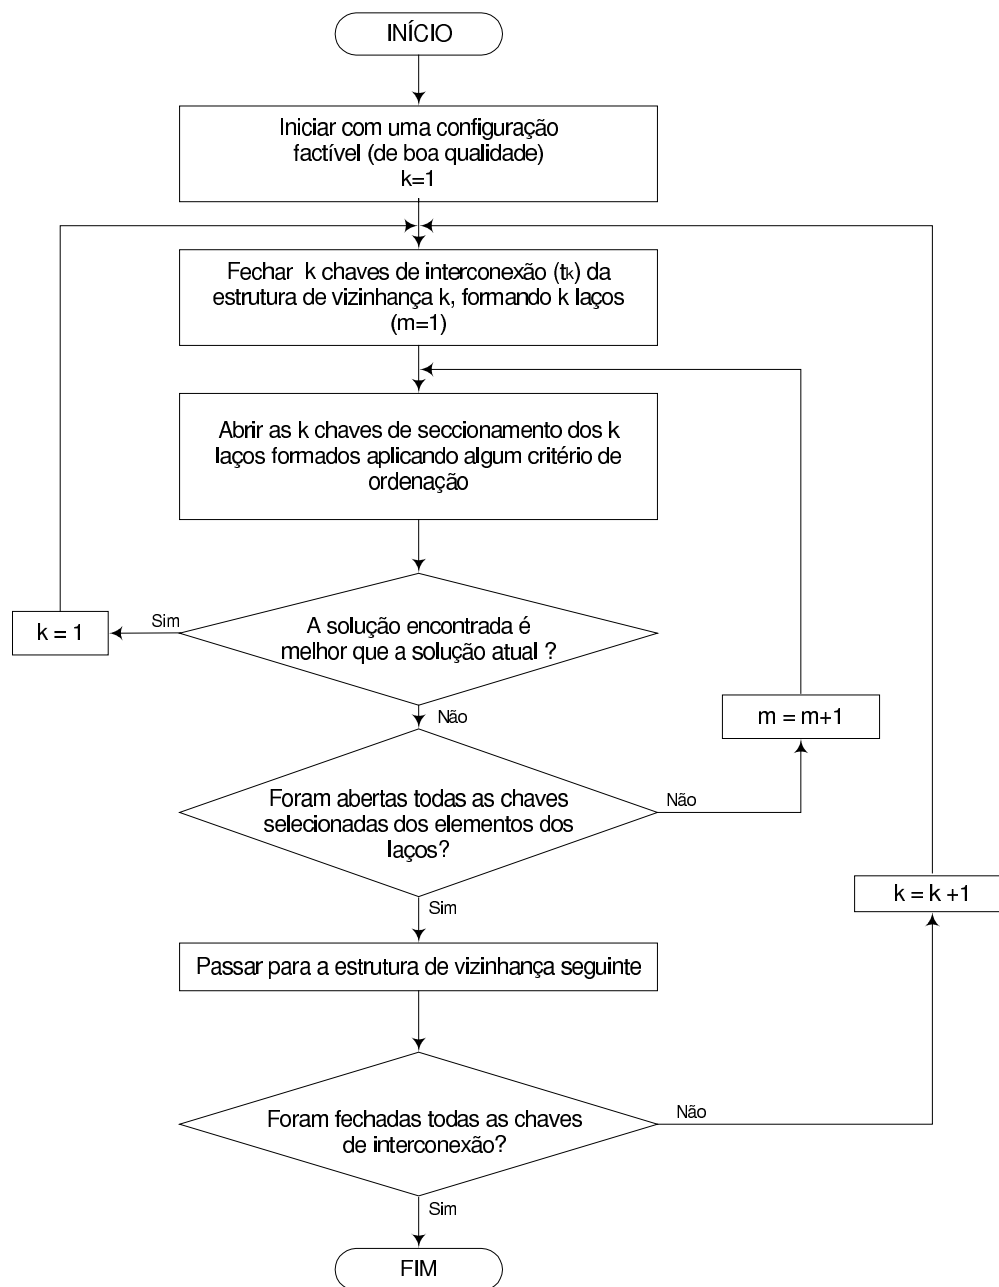 INÍCIO
Iniciar com uma configuração
factível (de boa qualidade)
k=1
Fechar k chaves de interconexão (tk) da
estrutura de vizinhança k, formando k laços
(m=1)
Abrir as k chaves de seccionamento dos k
laços formados aplicando algum critério de
ordenação
A solução encontrada é
melhor que a solução atual ?
Sim
k = 1
Não
m = m+1
Foram abertas todas as chaves
selecionadas dos elementos dos
laços?
Não
Sim
k = k +1
Passar para a estrutura de vizinhança seguinte
Foram fechadas todas as chaves
de interconexão?
Não
Sim
FIM